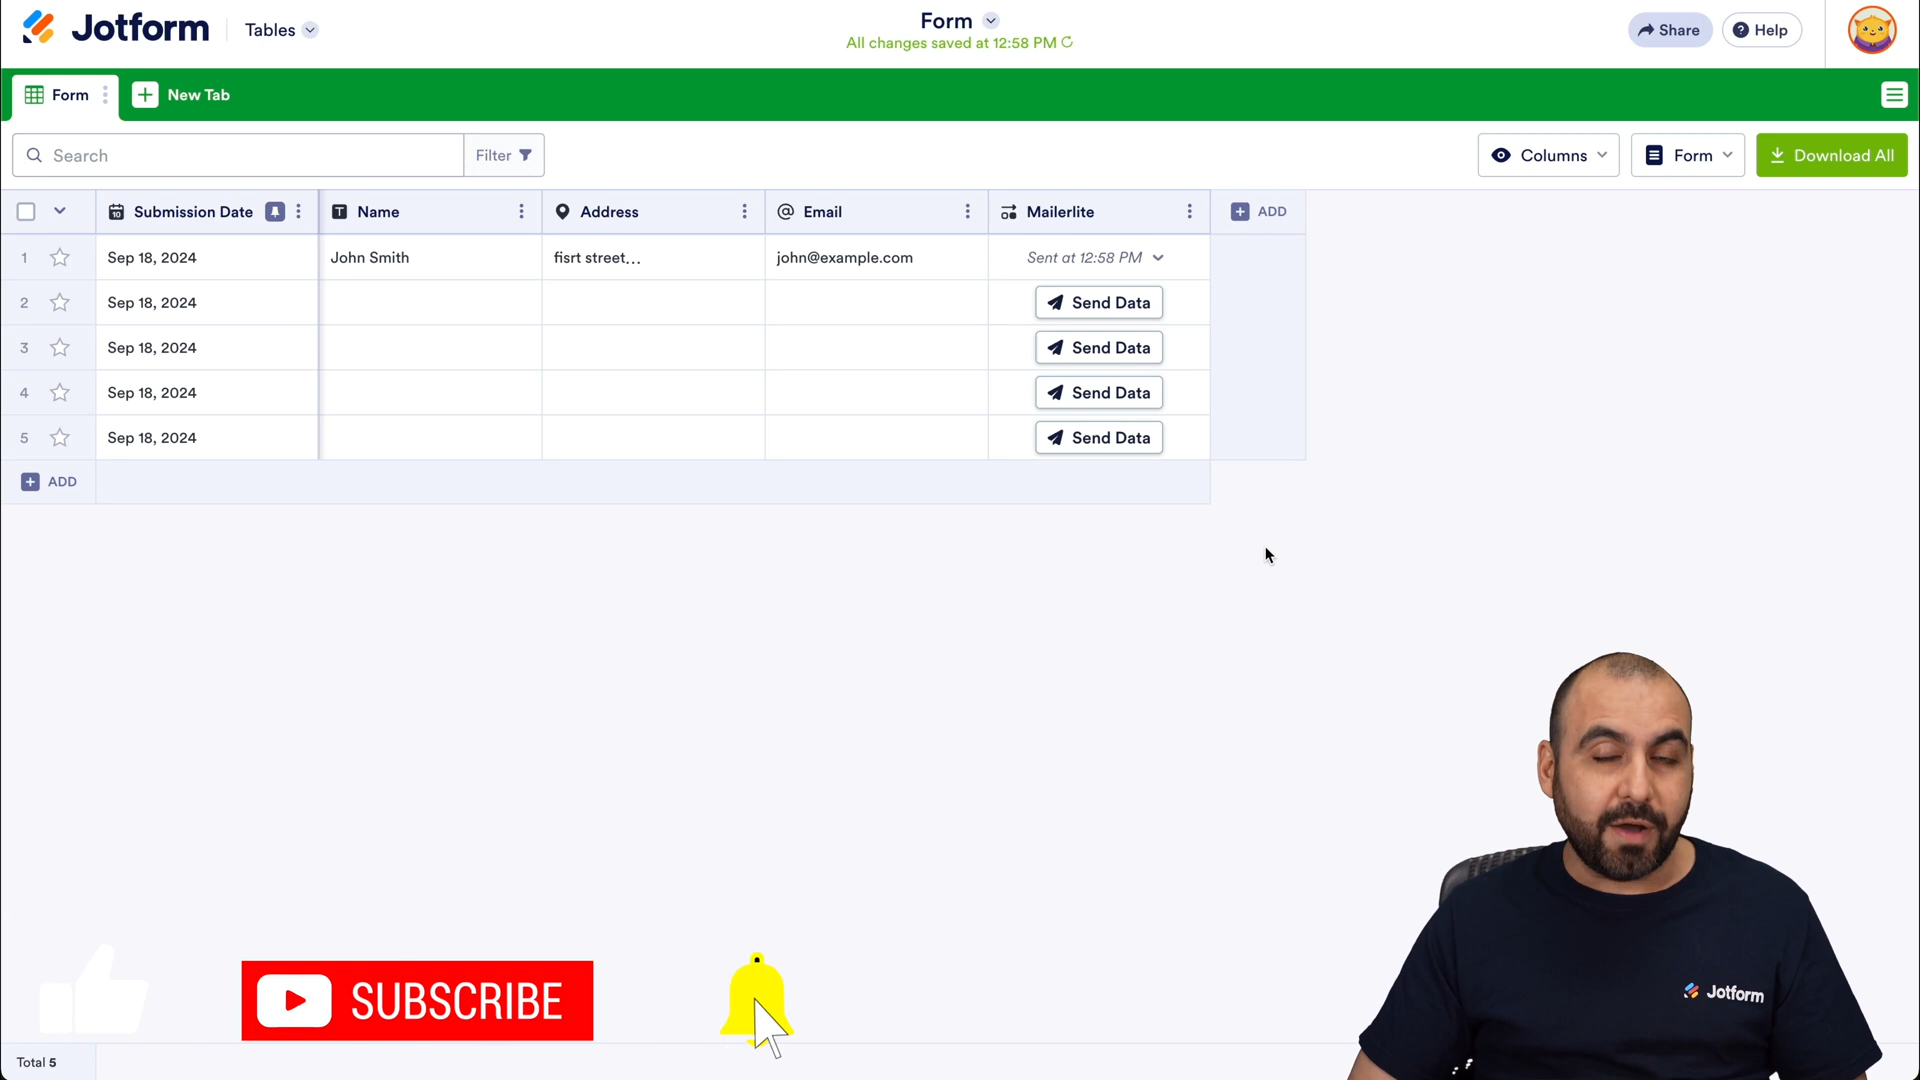 Jotform Tables Form Share Help
All changes saved at 12:58 PM
Form New Tab
Search Filter Columns Form Download All
10 Submission Date T Name Address @ Email Mailerlite ADD
1 Sep 18, 2024 John Smith fisrt street... john@example.com Sent at 12:58 PM
2 Sep 18, 2024 Send Data
3 Sep 18, 2024 Send Data
4 Sep 18, 2024 Send Data
5 Sep 18, 2024 Send Data
ADD
Jotform
SUBSCRIBE
Total 5